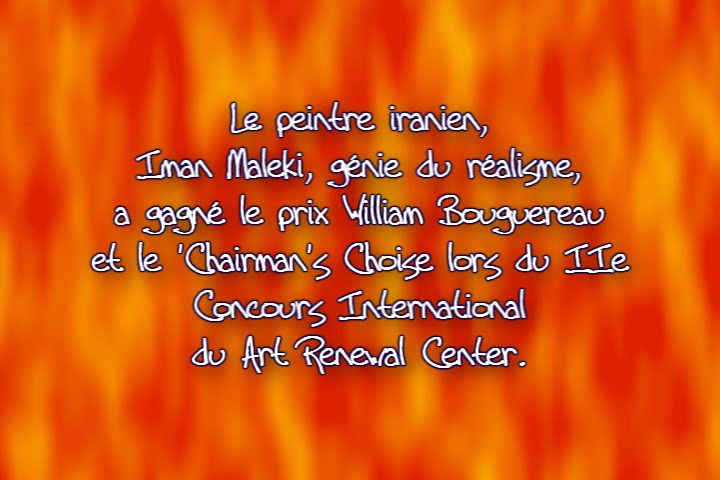 Le peintre iranien,
Iman Maleki, génie du réalisme,
a gagné le prix William Bouguereau
et le 'Chairman's Choise lors du IIe
Concours International
du Art Renewal Center.